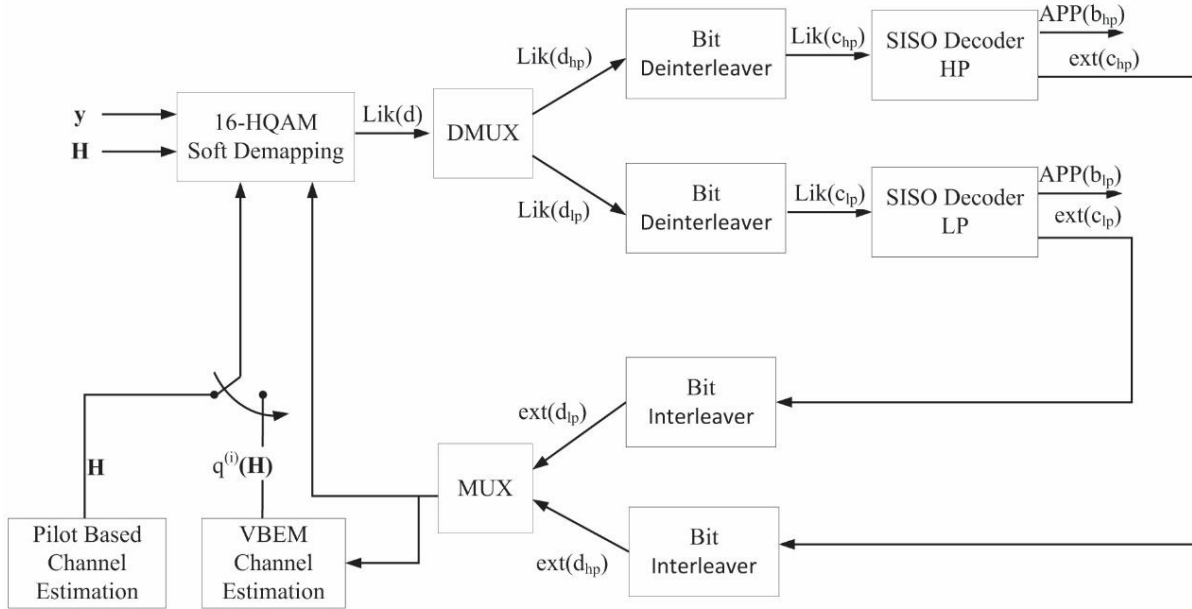 y
H
16-HQAM
Soft Demapping
Lik(d)
DMUX
Lik(d_hp)
Bit
Deinterleaver
Lik(c_hp)
SISO Decoder
HP
APP(b_hp)
ext(c_hp)
Lik(d_lp)
Bit
Deinterleaver
Lik(c_lp)
SISO Decoder
LP
APP(b_lp)
ext(c_lp)
Bit
Interleaver
ext(d_lp)
MUX
Bit
Interleaver
ext(d_hp)
H
q^(i)(H)
Pilot Based
Channel
Estimation
VBEM
Channel
Estimation